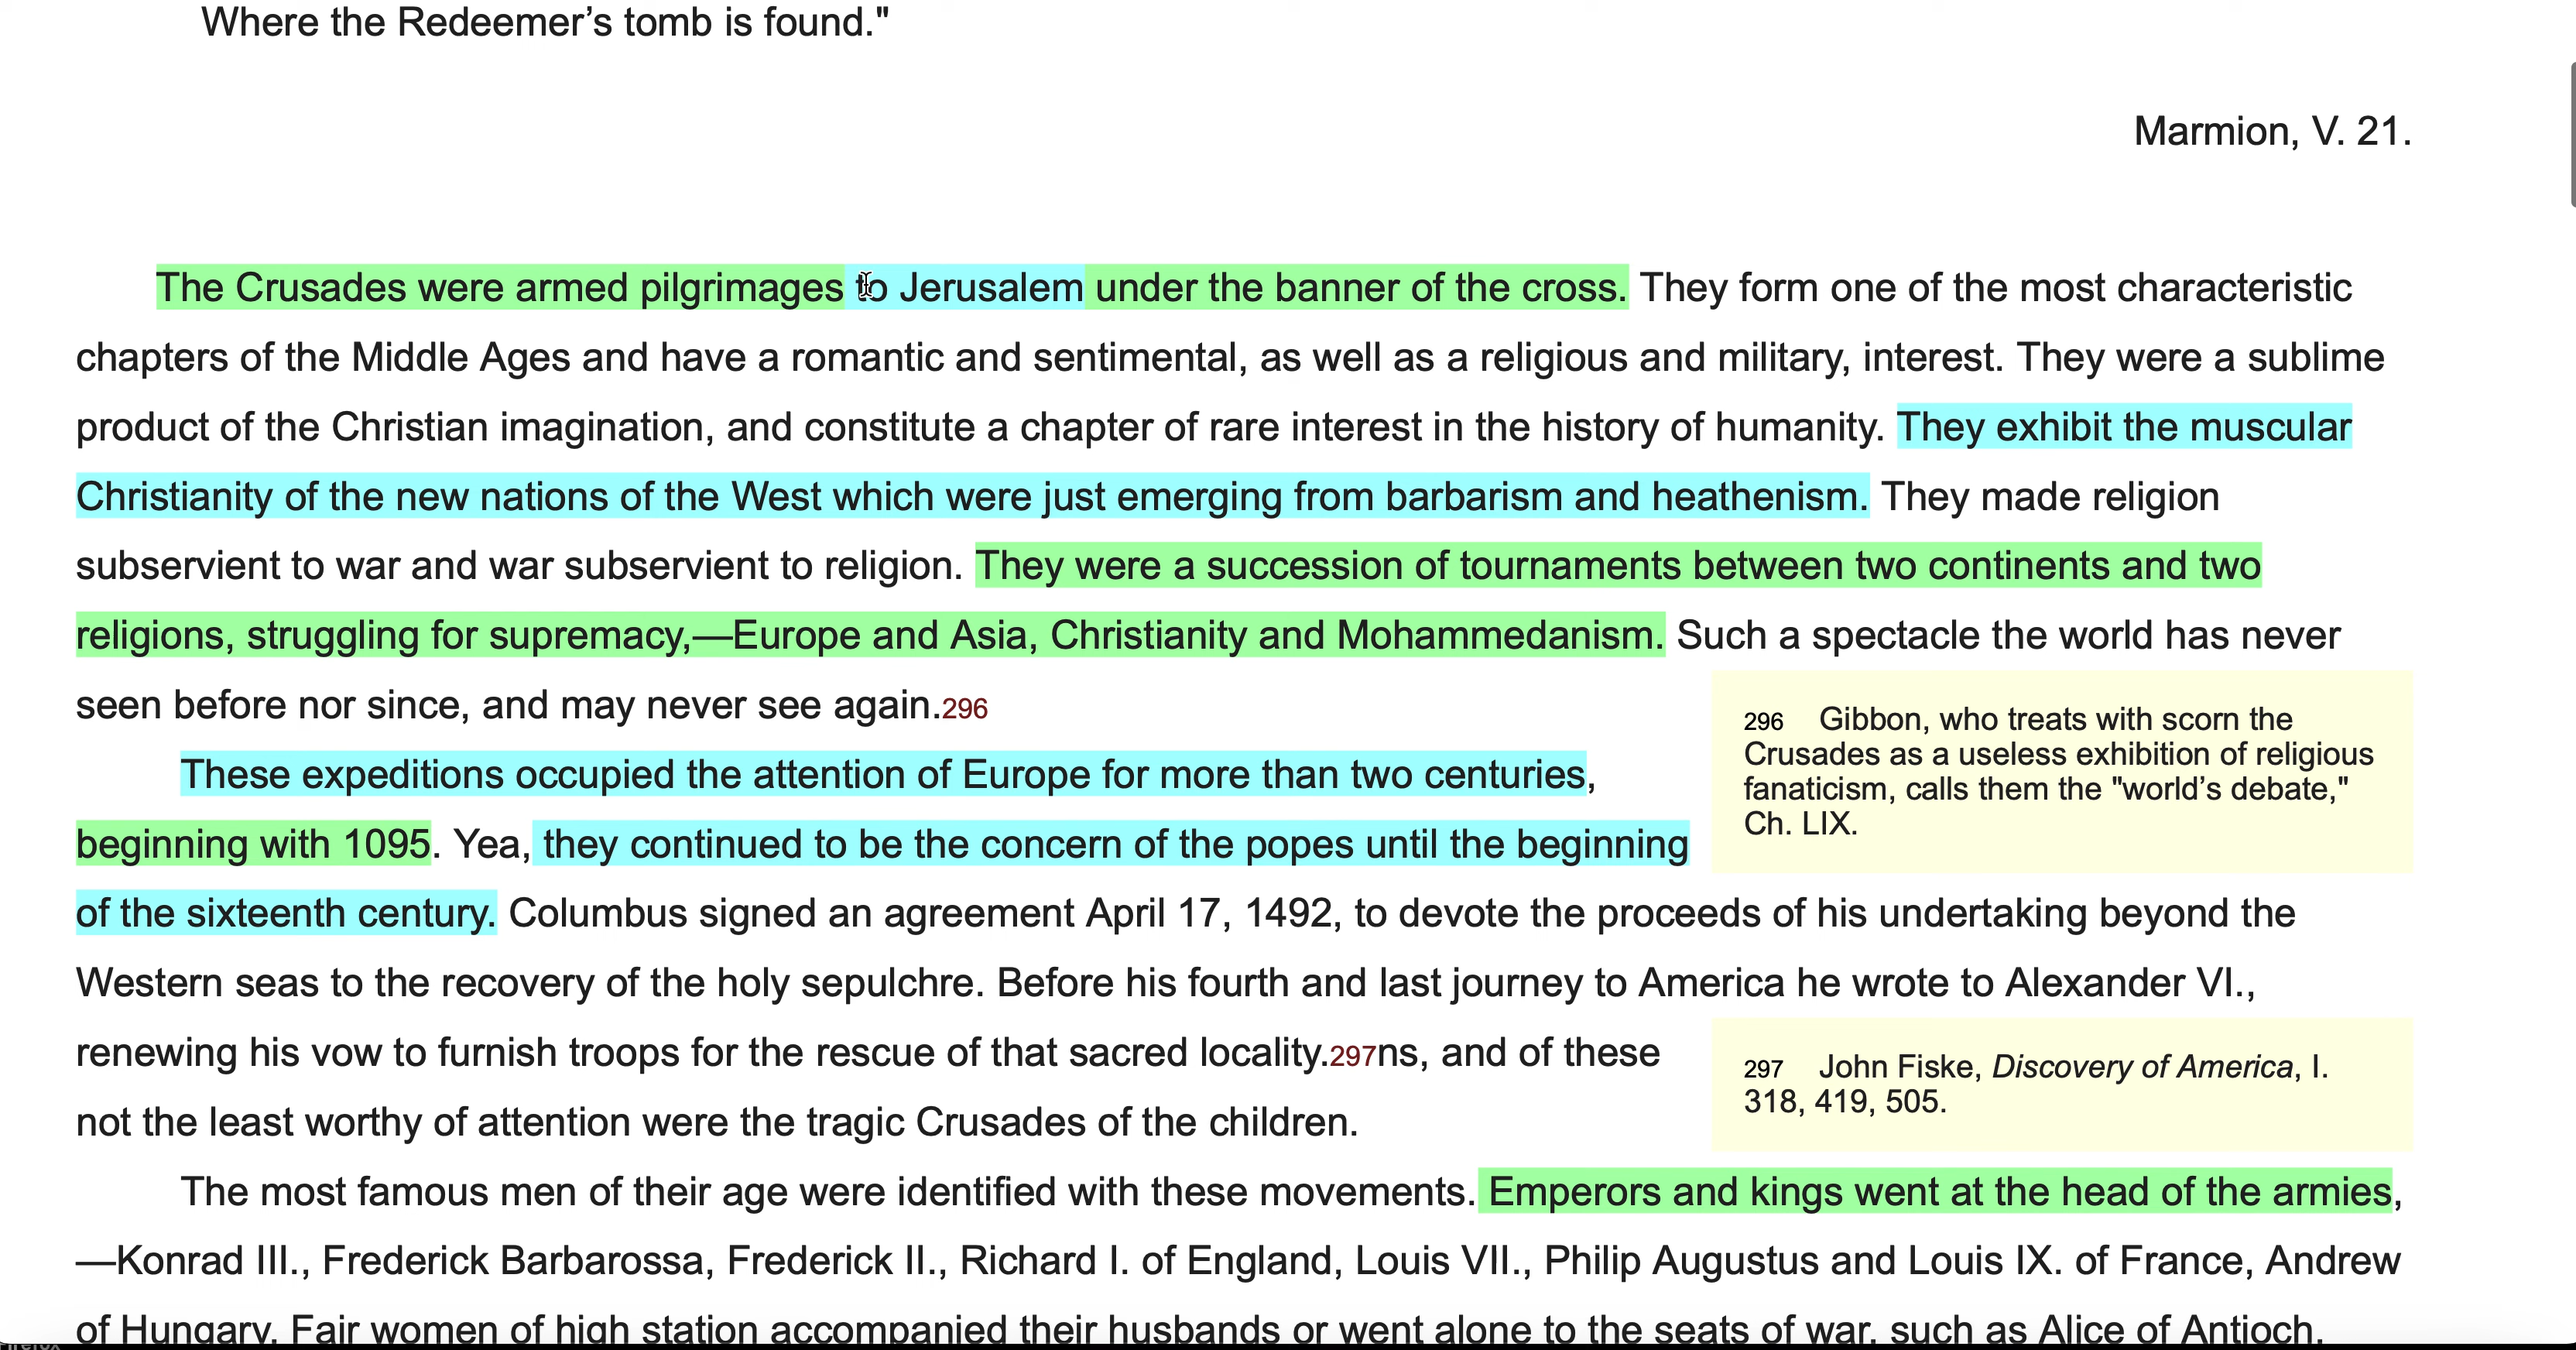 Where the Redeemer’s tomb is found."
Marmion, V. 21.
The Crusades were armed pilgrimages to Jerusalem under the banner of the cross. They form one of the most characteristic
chapters of the Middle Ages and have a romantic and sentimental, as well as a religious and military, interest. They were a sublime
product of the Christian imagination, and constitute a chapter of rare interest in the history of humanity. They exhibit the muscular
Christianity of the new nations of the West which were just emerging from barbarism and heathenism. They made religion
subservient to war and war subservient to religion. They were a succession of tournaments between two continents and two
religions, struggling for supremacy,—Europe and Asia, Christianity and Mohammedanism. Such a spectacle the world has never
seen before nor since, and may never see again.296
296 Gibbon, who treats with scorn the
Crusades as a useless exhibition of religious
fanaticism, calls them the "world’s debate,"
Ch. LIX.
These expeditions occupied the attention of Europe for more than two centuries,
beginning with 1095. Yea, they continued to be the concern of the popes until the beginning
of the sixteenth century. Columbus signed an agreement April 17, 1492, to devote the proceeds of his undertaking beyond the
Western seas to the recovery of the holy sepulchre. Before his fourth and last journey to America he wrote to Alexander VI.,
renewing his vow to furnish troops for the rescue of that sacred locality.297ns, and of these
297 John Fiske, Discovery of America, I.
318, 419, 505.
not the least worthy of attention were the tragic Crusades of the children.
The most famous men of their age were identified with these movements. Emperors and kings went at the head of the armies,
—Konrad III., Frederick Barbarossa, Frederick II., Richard I. of England, Louis VII., Philip Augustus and Louis IX. of France, Andrew
of Hungary. Fair women of high station accompanied their husbands or went alone to the seats of war, such as Alice of Antioch,